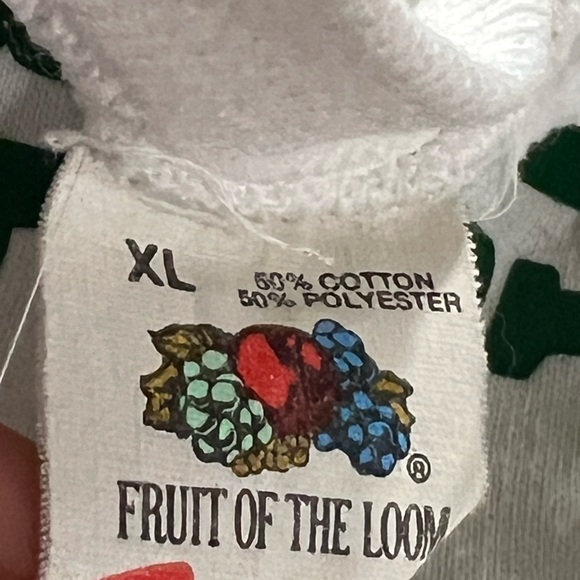 XL
50% COTTON
50% POLYESTER
®
FRUIT OF THE LOOM